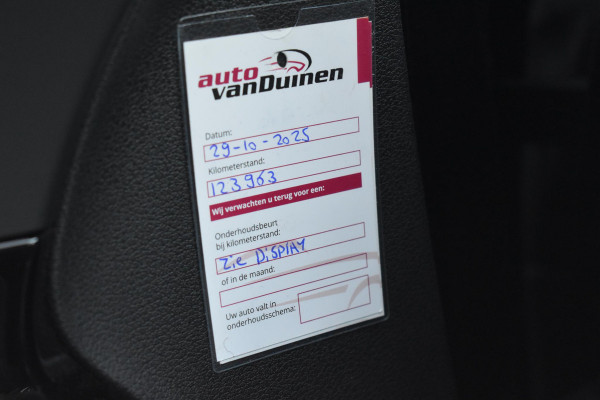 auto
vanDuinen
Datum:
29-10-2025
Kilometerstand:
123963
Wij verwachten u terug voor een:
Onderhoudsbeurt
bij kilometerstand:
Zie DiSPLAY
of in de maand:
Uw auto valt in
onderhoudsschema: